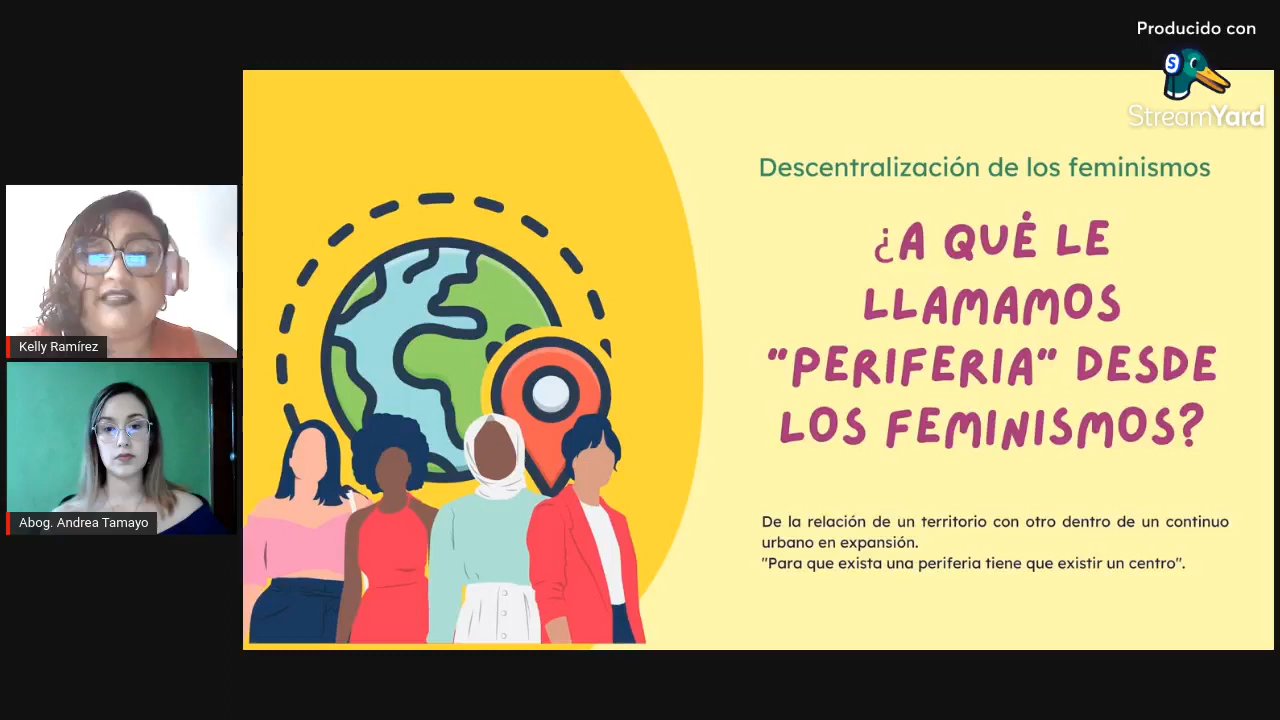 Producido con
StreamYard
Descentralización de los feminismos
¿A QUÉ LE
LLAMAMOS
"PERIFERIA" DESDE
LOS FEMINISMOS?
De la relación de un territorio con otro dentro de un continuo
urbano en expansión.
"Para que exista una periferia tiene que existir un centro".
Kelly Ramírez
Abog. Andrea Tamayo